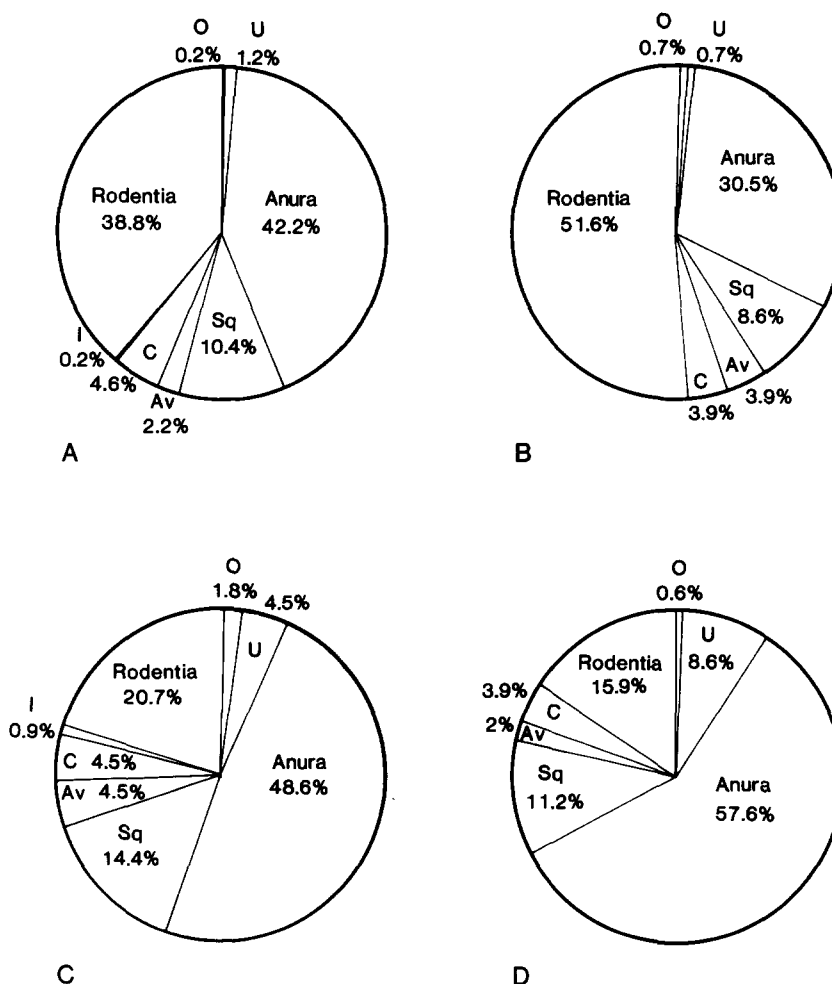 O
U
0.2%
1.2%
Rodentia
38.8%
Anura
42.2%
Sq
10.4%
I
0.2%
C
4.6%
Av
2.2%
A
O
U
0.7%
0.7%
Anura
30.5%
Rodentia
51.6%
Sq
8.6%
Av
3.9%
C
3.9%
B
O
1.8%
4.5%
U
Rodentia
20.7%
I
0.9%
C 4.5%
Av 4.5%
Anura
48.6%
Sq
14.4%
C
O
0.6%
U
8.6%
Rodentia
15.9%
3.9%
C
2%
Av
Sq
11.2%
Anura
57.6%
D